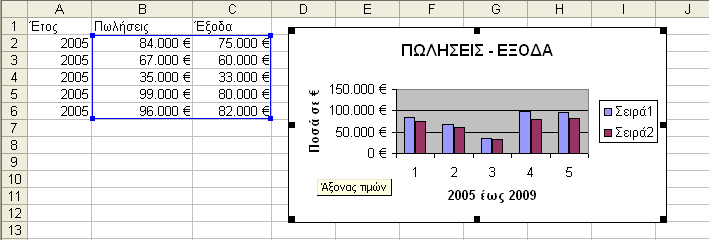 A B C D E F G H I J
1 Έτος Πωλήσεις Έξοδα
2 2005 84.000 € 75.000 €
3 2005 67.000 € 60.000 €
4 2005 35.000 € 33.000 €
5 2005 99.000 € 80.000 €
6 2005 96.000 € 82.000 €
7
8
9
10
11
12
13
ΠΩΛΗΣΕΙΣ - ΕΞΟΔΑ
Ποσά σε €
150.000 €
100.000 €
50.000 €
0 €
1 2 3 4 5
2005 έως 2009
Σειρά1
Σειρά2
Άξονας τιμών